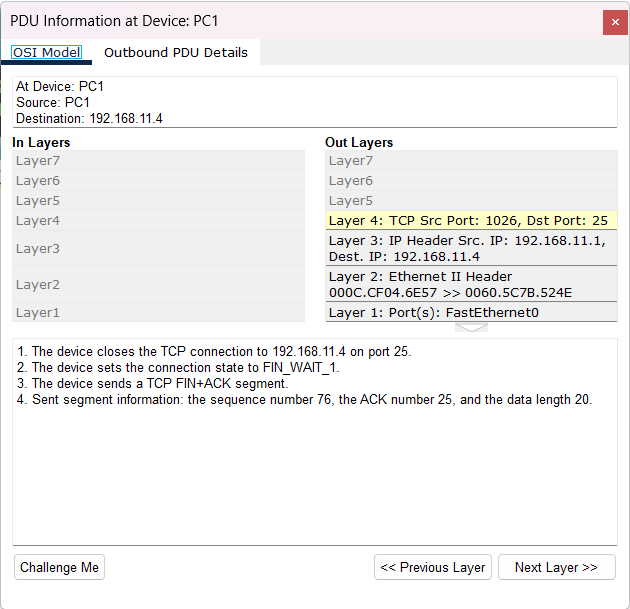 PDU Information at Device: PC1
×
OSI Model
Outbound PDU Details
At Device: PC1
Source: PC1
Destination: 192.168.11.4
In Layers
Layer7
Layer6
Layer5
Layer4
Layer3
Layer2
Layer1
Out Layers
Layer7
Layer6
Layer5
Layer 4: TCP Src Port: 1026, Dst Port: 25
Layer 3: IP Header Src. IP: 192.168.11.1,
Dest. IP: 192.168.11.4
Layer 2: Ethernet II Header
000C.CF04.6E57 >> 0060.5C7B.524E
Layer 1: Port(s): FastEthernet0
1. The device closes the TCP connection to 192.168.11.4 on port 25.
2. The device sets the connection state to FIN_WAIT_1.
3. The device sends a TCP FIN+ACK segment.
4. Sent segment information: the sequence number 76, the ACK number 25, and the data length 20.
Challenge Me
<< Previous Layer
Next Layer >>